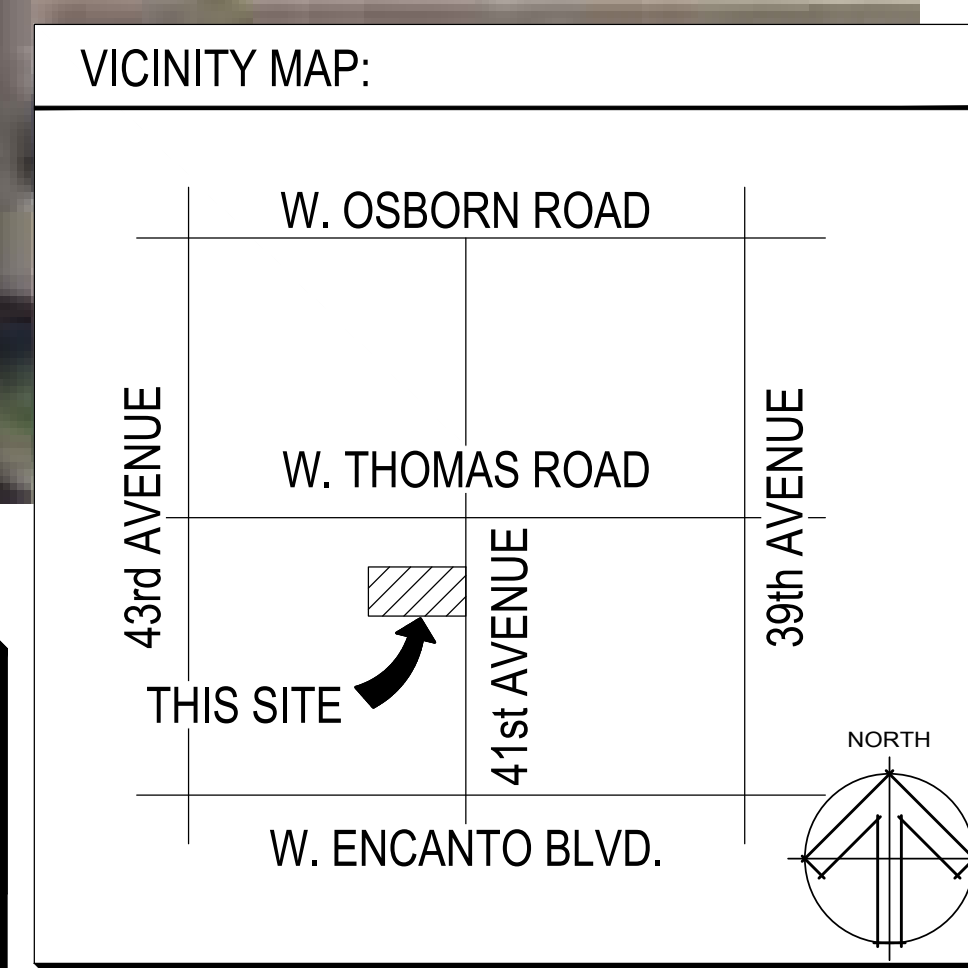 VICINITY MAP:
W. OSBORN ROAD
43rd AVENUE
W. THOMAS ROAD
39th AVENUE
41st AVENUE
THIS SITE
NORTH
W. ENCANTO BLVD.